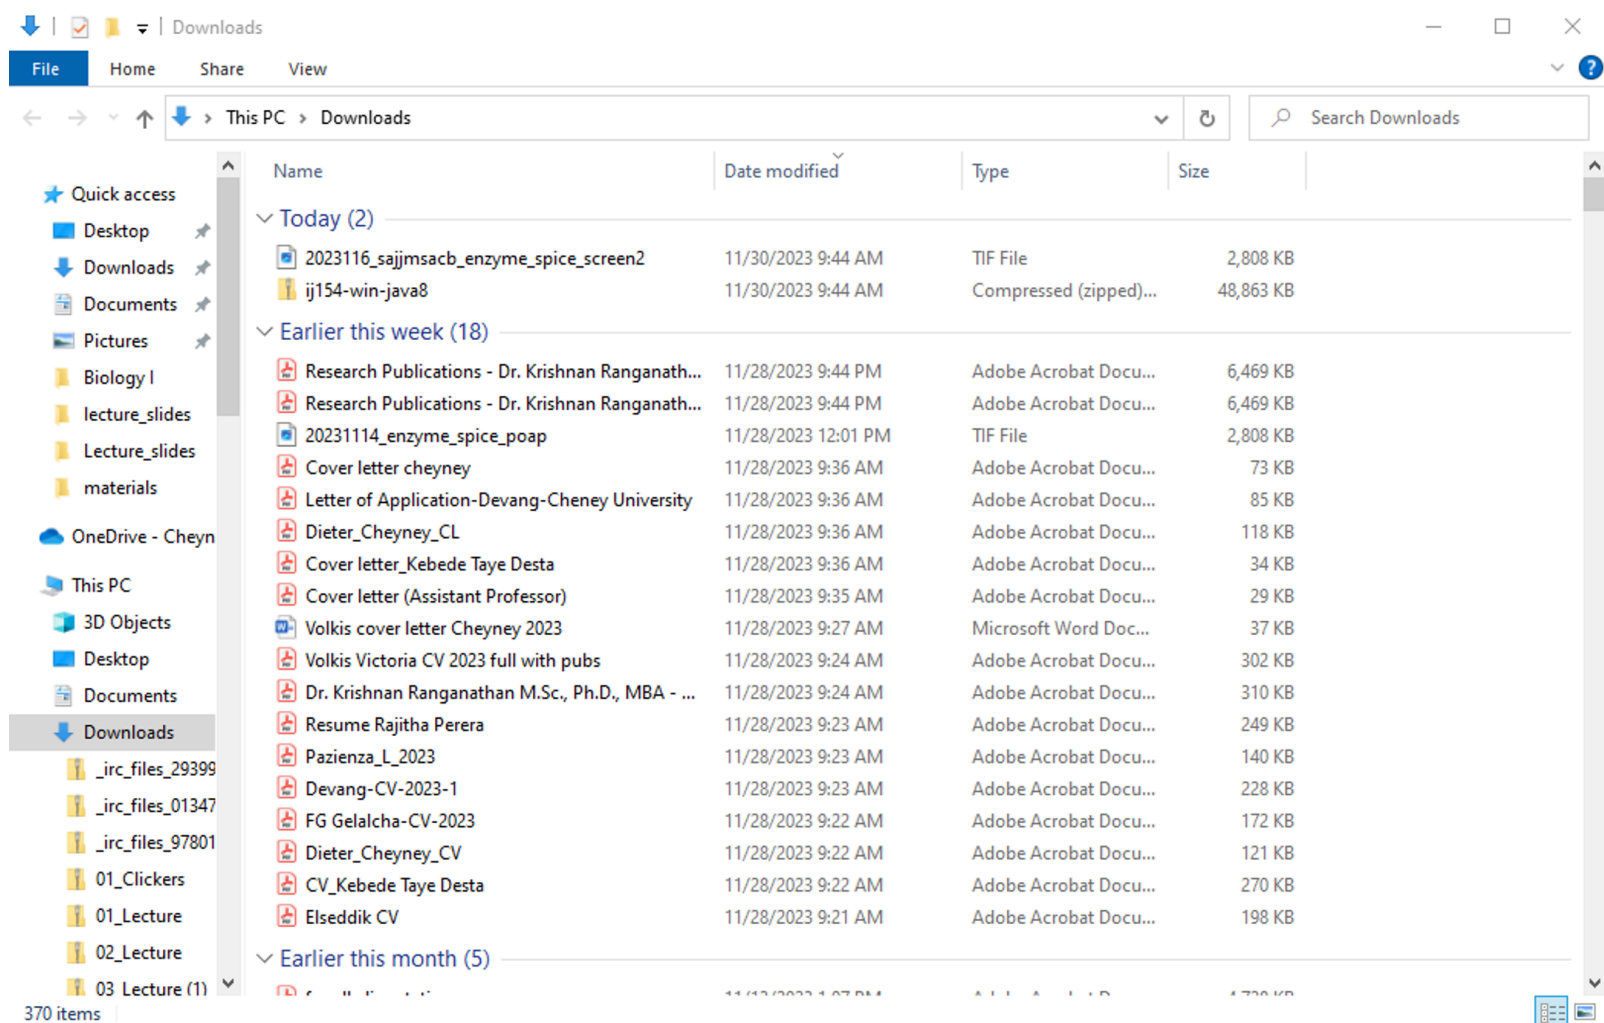 Downloads
File Home Share View
This PC Downloads Search Downloads
Name Date modified Type Size
Quick access
Desktop
Downloads
Documents
Pictures
Biology I
lecture_slides
Lecture_slides
materials
OneDrive - Cheyn
This PC
3D Objects
Desktop
Documents
Downloads
_irc_files_29399
_irc_files_01347
_irc_files_97801
01_Clickers
01_Lecture
02_Lecture
03 Lecture (1)
Today (2)
2023116_sajjmsacb_enzyme_spice_screen2 11/30/2023 9:44 AM TIF File 2,808 KB
ij154-win-java8 11/30/2023 9:44 AM Compressed (zipped)... 48,863 KB
Earlier this week (18)
Research Publications - Dr. Krishnan Ranganath... 11/28/2023 9:44 PM Adobe Acrobat Docu... 6,469 KB
Research Publications - Dr. Krishnan Ranganath... 11/28/2023 9:44 PM Adobe Acrobat Docu... 6,469 KB
20231114_enzyme_spice_poap 11/28/2023 12:01 PM TIF File 2,808 KB
Cover letter cheyney 11/28/2023 9:36 AM Adobe Acrobat Docu... 73 KB
Letter of Application-Devang-Cheney University 11/28/2023 9:36 AM Adobe Acrobat Docu... 85 KB
Dieter_Cheyney_CL 11/28/2023 9:36 AM Adobe Acrobat Docu... 118 KB
Cover letter_Kebede Taye Desta 11/28/2023 9:36 AM Adobe Acrobat Docu... 34 KB
Cover letter (Assistant Professor) 11/28/2023 9:35 AM Adobe Acrobat Docu... 29 KB
Volkis cover letter Cheyney 2023 11/28/2023 9:27 AM Microsoft Word Doc... 37 KB
Volkis Victoria CV 2023 full with pubs 11/28/2023 9:24 AM Adobe Acrobat Docu... 302 KB
Dr. Krishnan Ranganathan M.Sc., Ph.D., MBA - ... 11/28/2023 9:24 AM Adobe Acrobat Docu... 310 KB
Resume Rajitha Perera 11/28/2023 9:23 AM Adobe Acrobat Docu... 249 KB
Pazienza_L_2023 11/28/2023 9:23 AM Adobe Acrobat Docu... 140 KB
Devang-CV-2023-1 11/28/2023 9:23 AM Adobe Acrobat Docu... 228 KB
FG Gelalcha-CV-2023 11/28/2023 9:22 AM Adobe Acrobat Docu... 172 KB
Dieter_Cheyney_CV 11/28/2023 9:22 AM Adobe Acrobat Docu... 121 KB
CV_Kebede Taye Desta 11/28/2023 9:22 AM Adobe Acrobat Docu... 270 KB
Elseddik CV 11/28/2023 9:21 AM Adobe Acrobat Docu... 198 KB
Earlier this month (5)
370 items